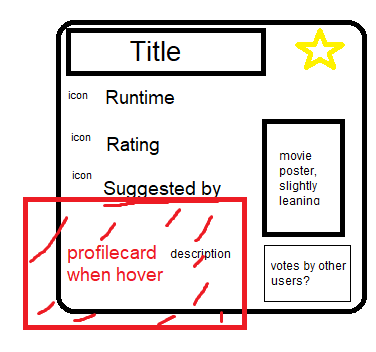 Title
icon Runtime
icon Rating
icon Suggested by
movie
poster,
slightly
leaning
profilecard
when hover
description
votes by other
users?